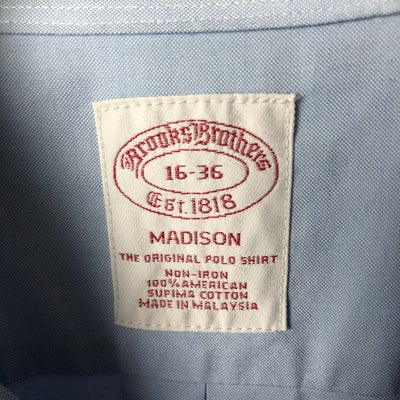 Brooks Brothers
16-36
Est. 1818
MADISON
THE ORIGINAL POLO SHIRT
NON-IRON
100% AMERICAN
SUPIMA COTTON
MADE IN MALAYSIA